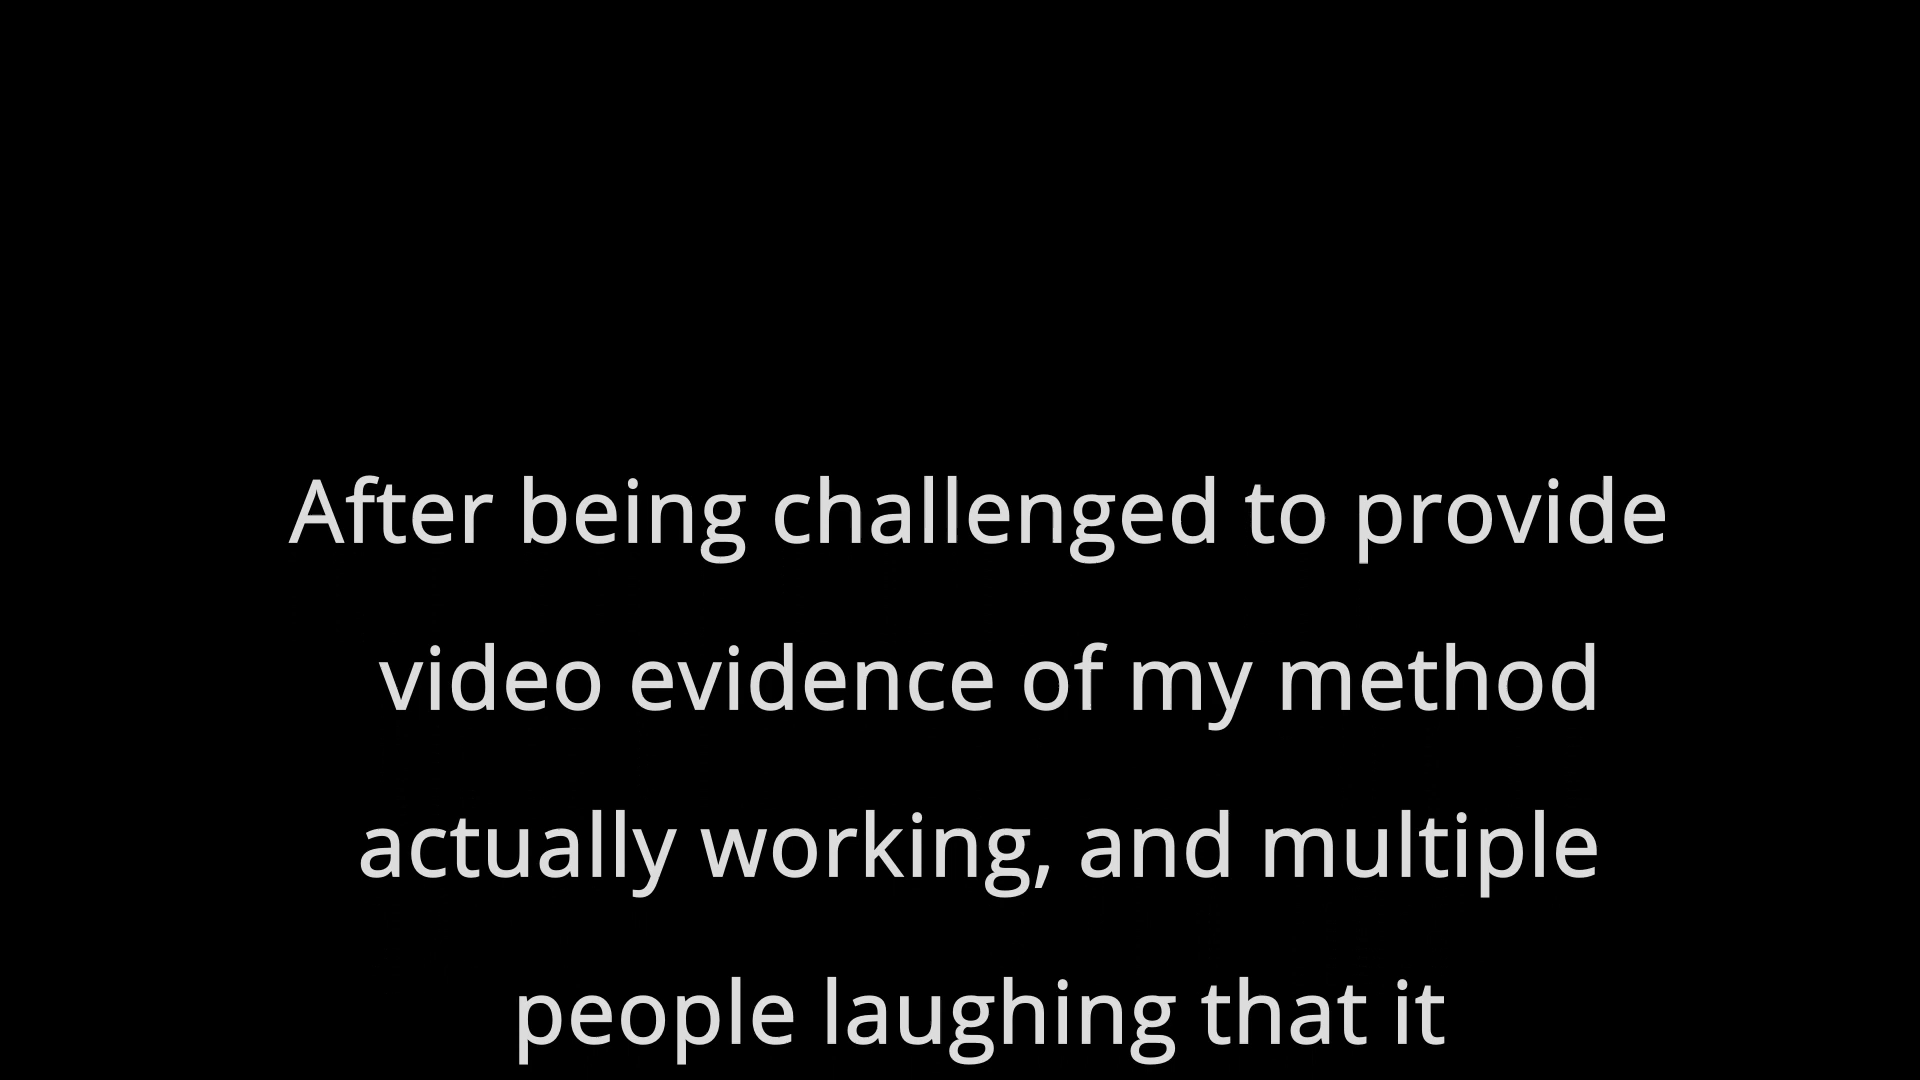 After being challenged to provide
video evidence of my method
actually working, and multiple
people laughing that it